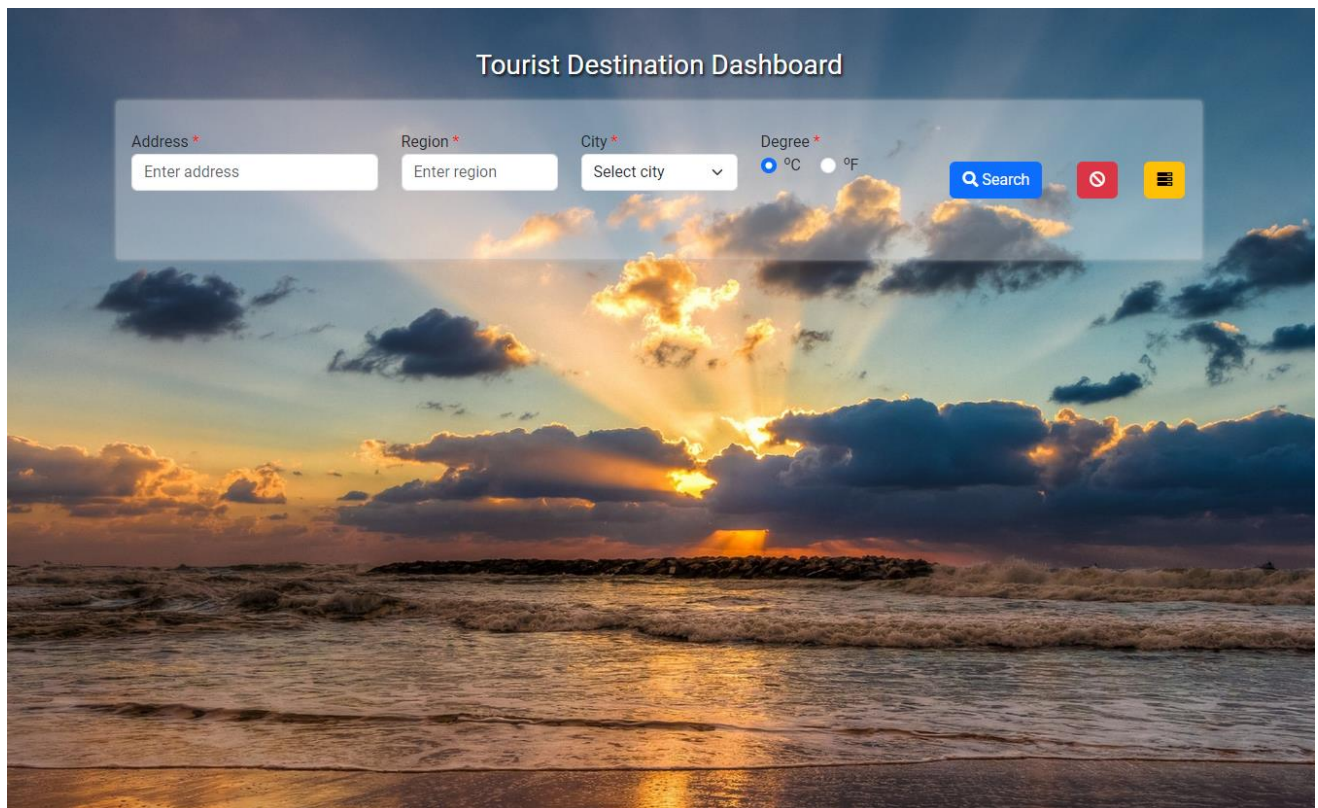 Tourist Destination Dashboard
Address * Region * City * Degree *
Enter address Enter region Select city ºC ºF Search